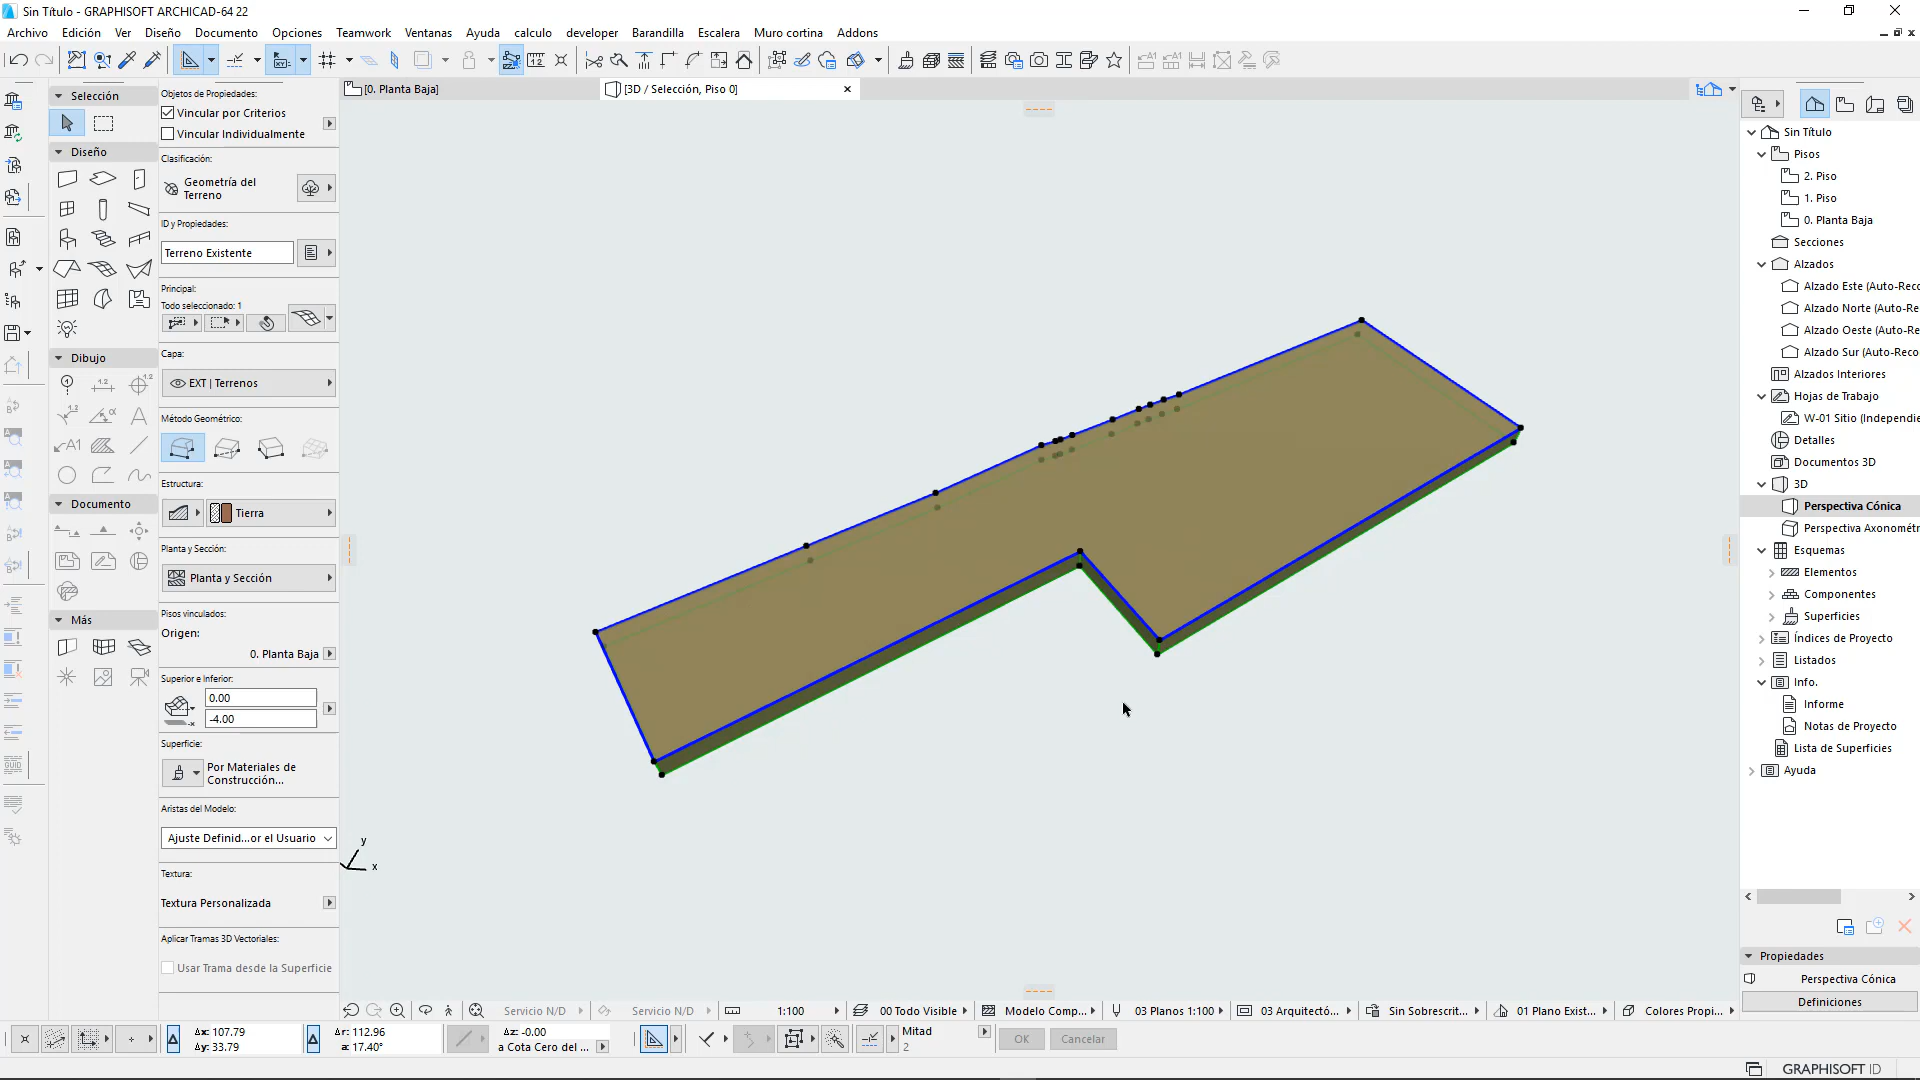 Sin Título - GRAPHISOFT ARCHICAD-64 22
Archivo Edición Ver Diseño Documento Opciones Teamwork Ventanas Ayuda calculo developer Barandilla Escalera Muro cortina Addons
[0. Planta Baja]
[3D / Selección, Piso 0]
Selección
Diseño
Dibujo
Documento
Más
Objetos de Propiedades:
Vincular por Criterios
Vincular Individualmente
Clasificación:
Geometría del
Terreno
ID y Propiedades:
Terreno Existente
Principal:
Todo seleccionado: 1
Capa:
EXT | Terrenos
Método Geométrico:
Estructura:
Tierra
Planta y Sección:
Planta y Sección
Pisos vinculados:
Origen:
0. Planta Baja
Superior e Inferior:
0.00
-4.00
Superficie:
Por Materiales de
Construcción...
Aristas del Modelo:
Ajuste Definid...or el Usuario
Textura:
Textura Personalizada
Aplicar Tramas 3D Vectoriales:
Usar Trama desde la Superficie
y
x
Sin Título
Pisos
2. Piso
1. Piso
0. Planta Baja
Secciones
Alzados
Alzado Este (Auto-Reco
Alzado Norte (Auto-Re
Alzado Oeste (Auto-Re
Alzado Sur (Auto-Reco
Alzados Interiores
Hojas de Trabajo
W-01 Sitio (Independie
Detalles
Documentos 3D
3D
Perspectiva Cónica
Perspectiva Axonométr
Esquemas
Elementos
Componentes
Superficies
Índices de Proyecto
Listados
Info.
Informe
Notas de Proyecto
Lista de Superficies
Ayuda
Propiedades
Perspectiva Cónica
Definiciones
Servicio N/D
Servicio N/D
1:100
00 Todo Visible
Modelo Comp...
03 Planos 1:100
03 Arquitectó...
Sin Sobrescrit...
01 Plano Exist...
Colores Propi...
Δx: 107.79
Δy: 33.79
Δr: 112.96
a: 17.40°
Δz: -0.00
a Cota Cero del ...
Mitad
2
OK
Cancelar
GRAPHISOFT ID